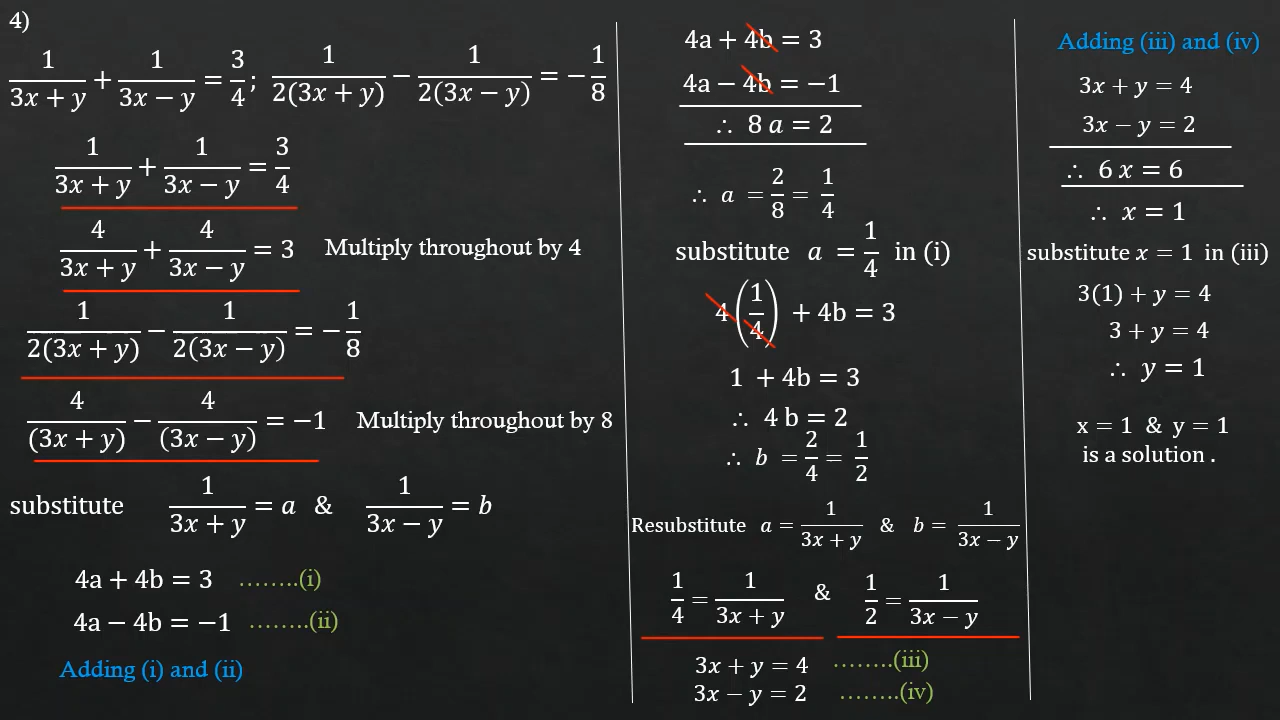 4)
1/(3x + y) + 1/(3x − y) = 3/4; 1/(2(3x + y)) − 1/(2(3x − y)) = −1/8
1/(3x + y) + 1/(3x − y) = 3/4
4/(3x + y) + 4/(3x − y) = 3 Multiply throughout by 4
1/(2(3x + y)) − 1/(2(3x − y)) = −1/8
4/((3x + y)) − 4/((3x − y)) = −1 Multiply throughout by 8
substitute 1/(3x + y) = a & 1/(3x − y) = b
4a + 4b = 3 ........(i)
4a − 4b = −1 ........(ii)
Adding (i) and (ii)
4a + 4b = 3
4a − 4b = −1
∴ 8 a = 2
∴ a = 2/8 = 1/4
substitute a = 1/4 in (i)
4(1/4) + 4b = 3
1 + 4b = 3
∴ 4 b = 2
∴ b = 2/4 = 1/2
Resubstitute a = 1/(3x + y) & b = 1/(3x − y)
1/4 = 1/(3x + y) & 1/2 = 1/(3x − y)
3x + y = 4 ........(iii)
3x − y = 2 ........(iv)
Adding (iii) and (iv)
3x + y = 4
3x − y = 2
∴ 6 x = 6
∴ x = 1
substitute x = 1 in (iii)
3(1) + y = 4
3 + y = 4
∴ y = 1
x = 1 & y = 1
is a solution .